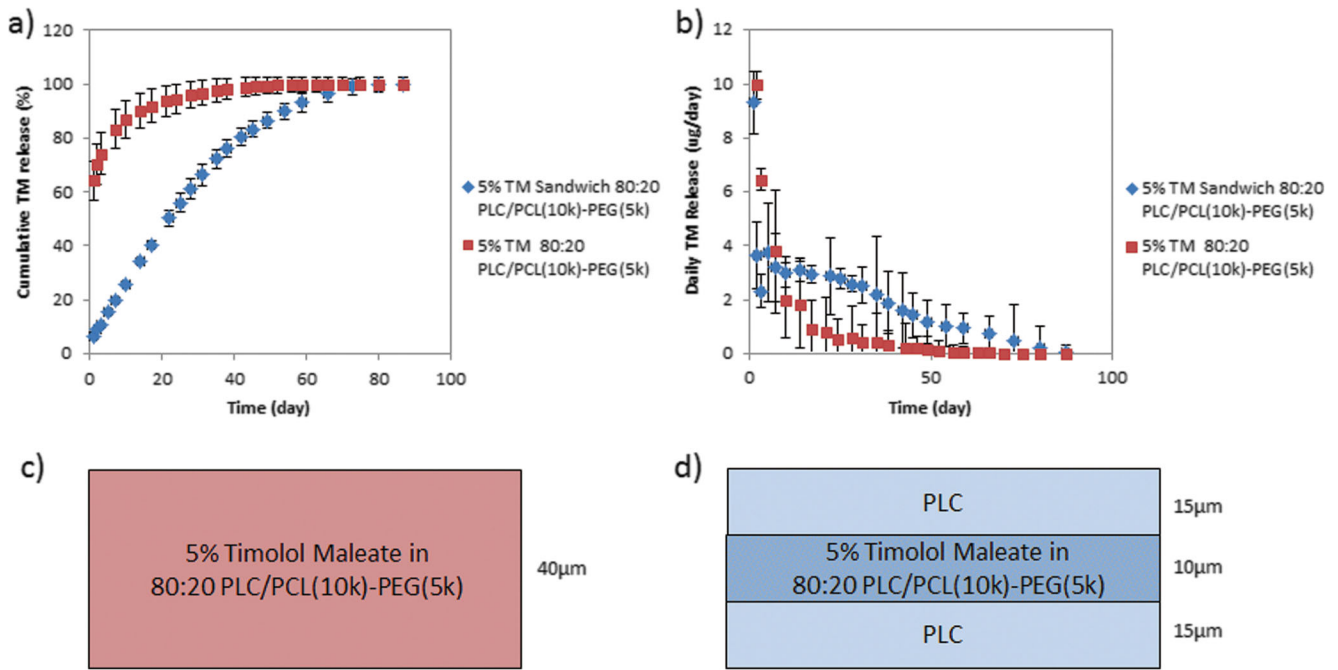 a)
120
100
80
60
40
20
0
Cumulative TM release (%)
0 20 40 60 80 100
Time (day)
5% TM Sandwich 80:20
PLC/PCL(10k)-PEG(5k)
5% TM 80:20
PLC/PCL(10k)-PEG(5k)
b)
12
10
8
6
4
2
0
Daily TM Release (ug/day)
0 50 100
Time (day)
5% TM Sandwich 80:20
PLC/PCL(10k)-PEG(5k)
5% TM 80:20
PLC/PCL(10k)-PEG(5k)
c)
5% Timolol Maleate in
80:20 PLC/PCL(10k)-PEG(5k)
40μm
d)
PLC
15μm
5% Timolol Maleate in
80:20 PLC/PCL(10k)-PEG(5k)
10μm
PLC
15μm